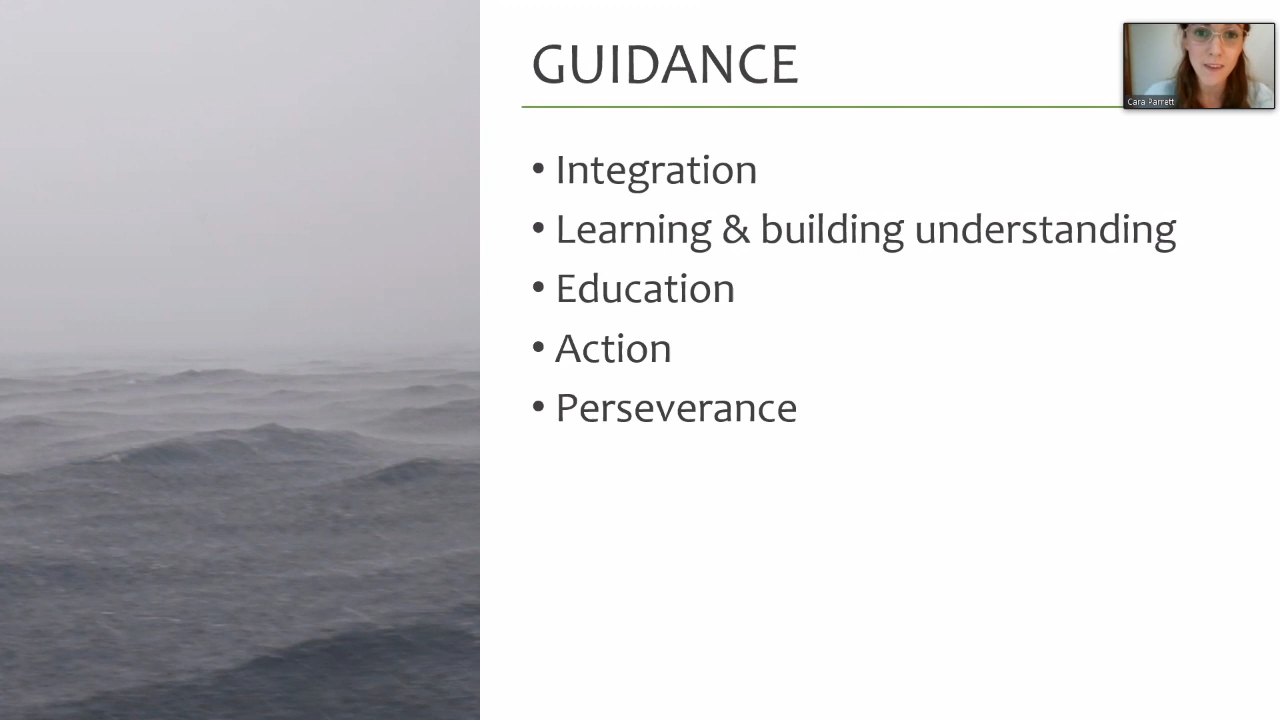 GUIDANCE
Cara Parrett
• Integration
• Learning & building understanding
• Education
• Action
• Perseverance